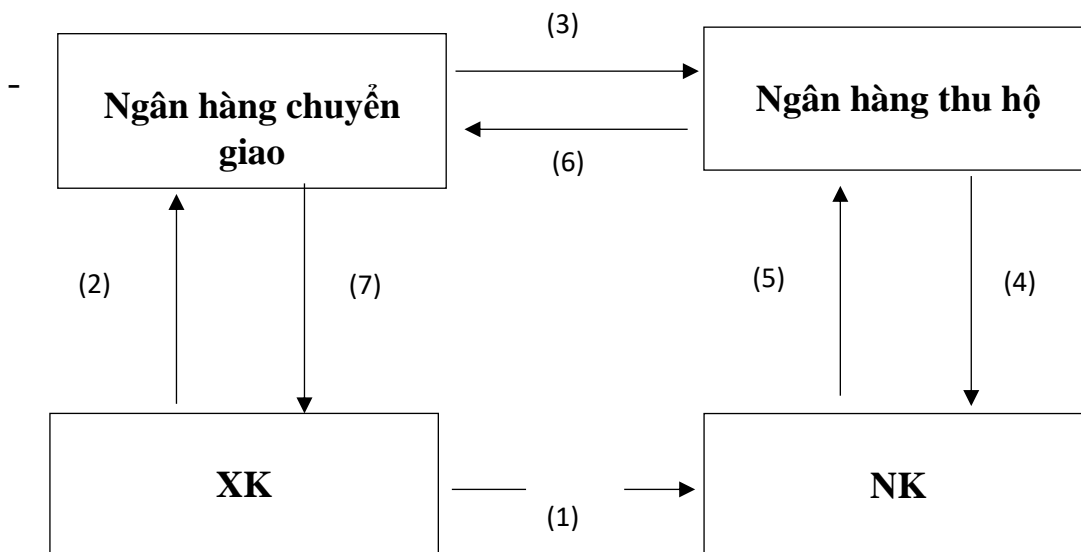 (3)
-
Ngân hàng chuyển
giao
Ngân hàng thu hộ
(6)
(2)
(7)
(5)
(4)
XK
NK
(1)